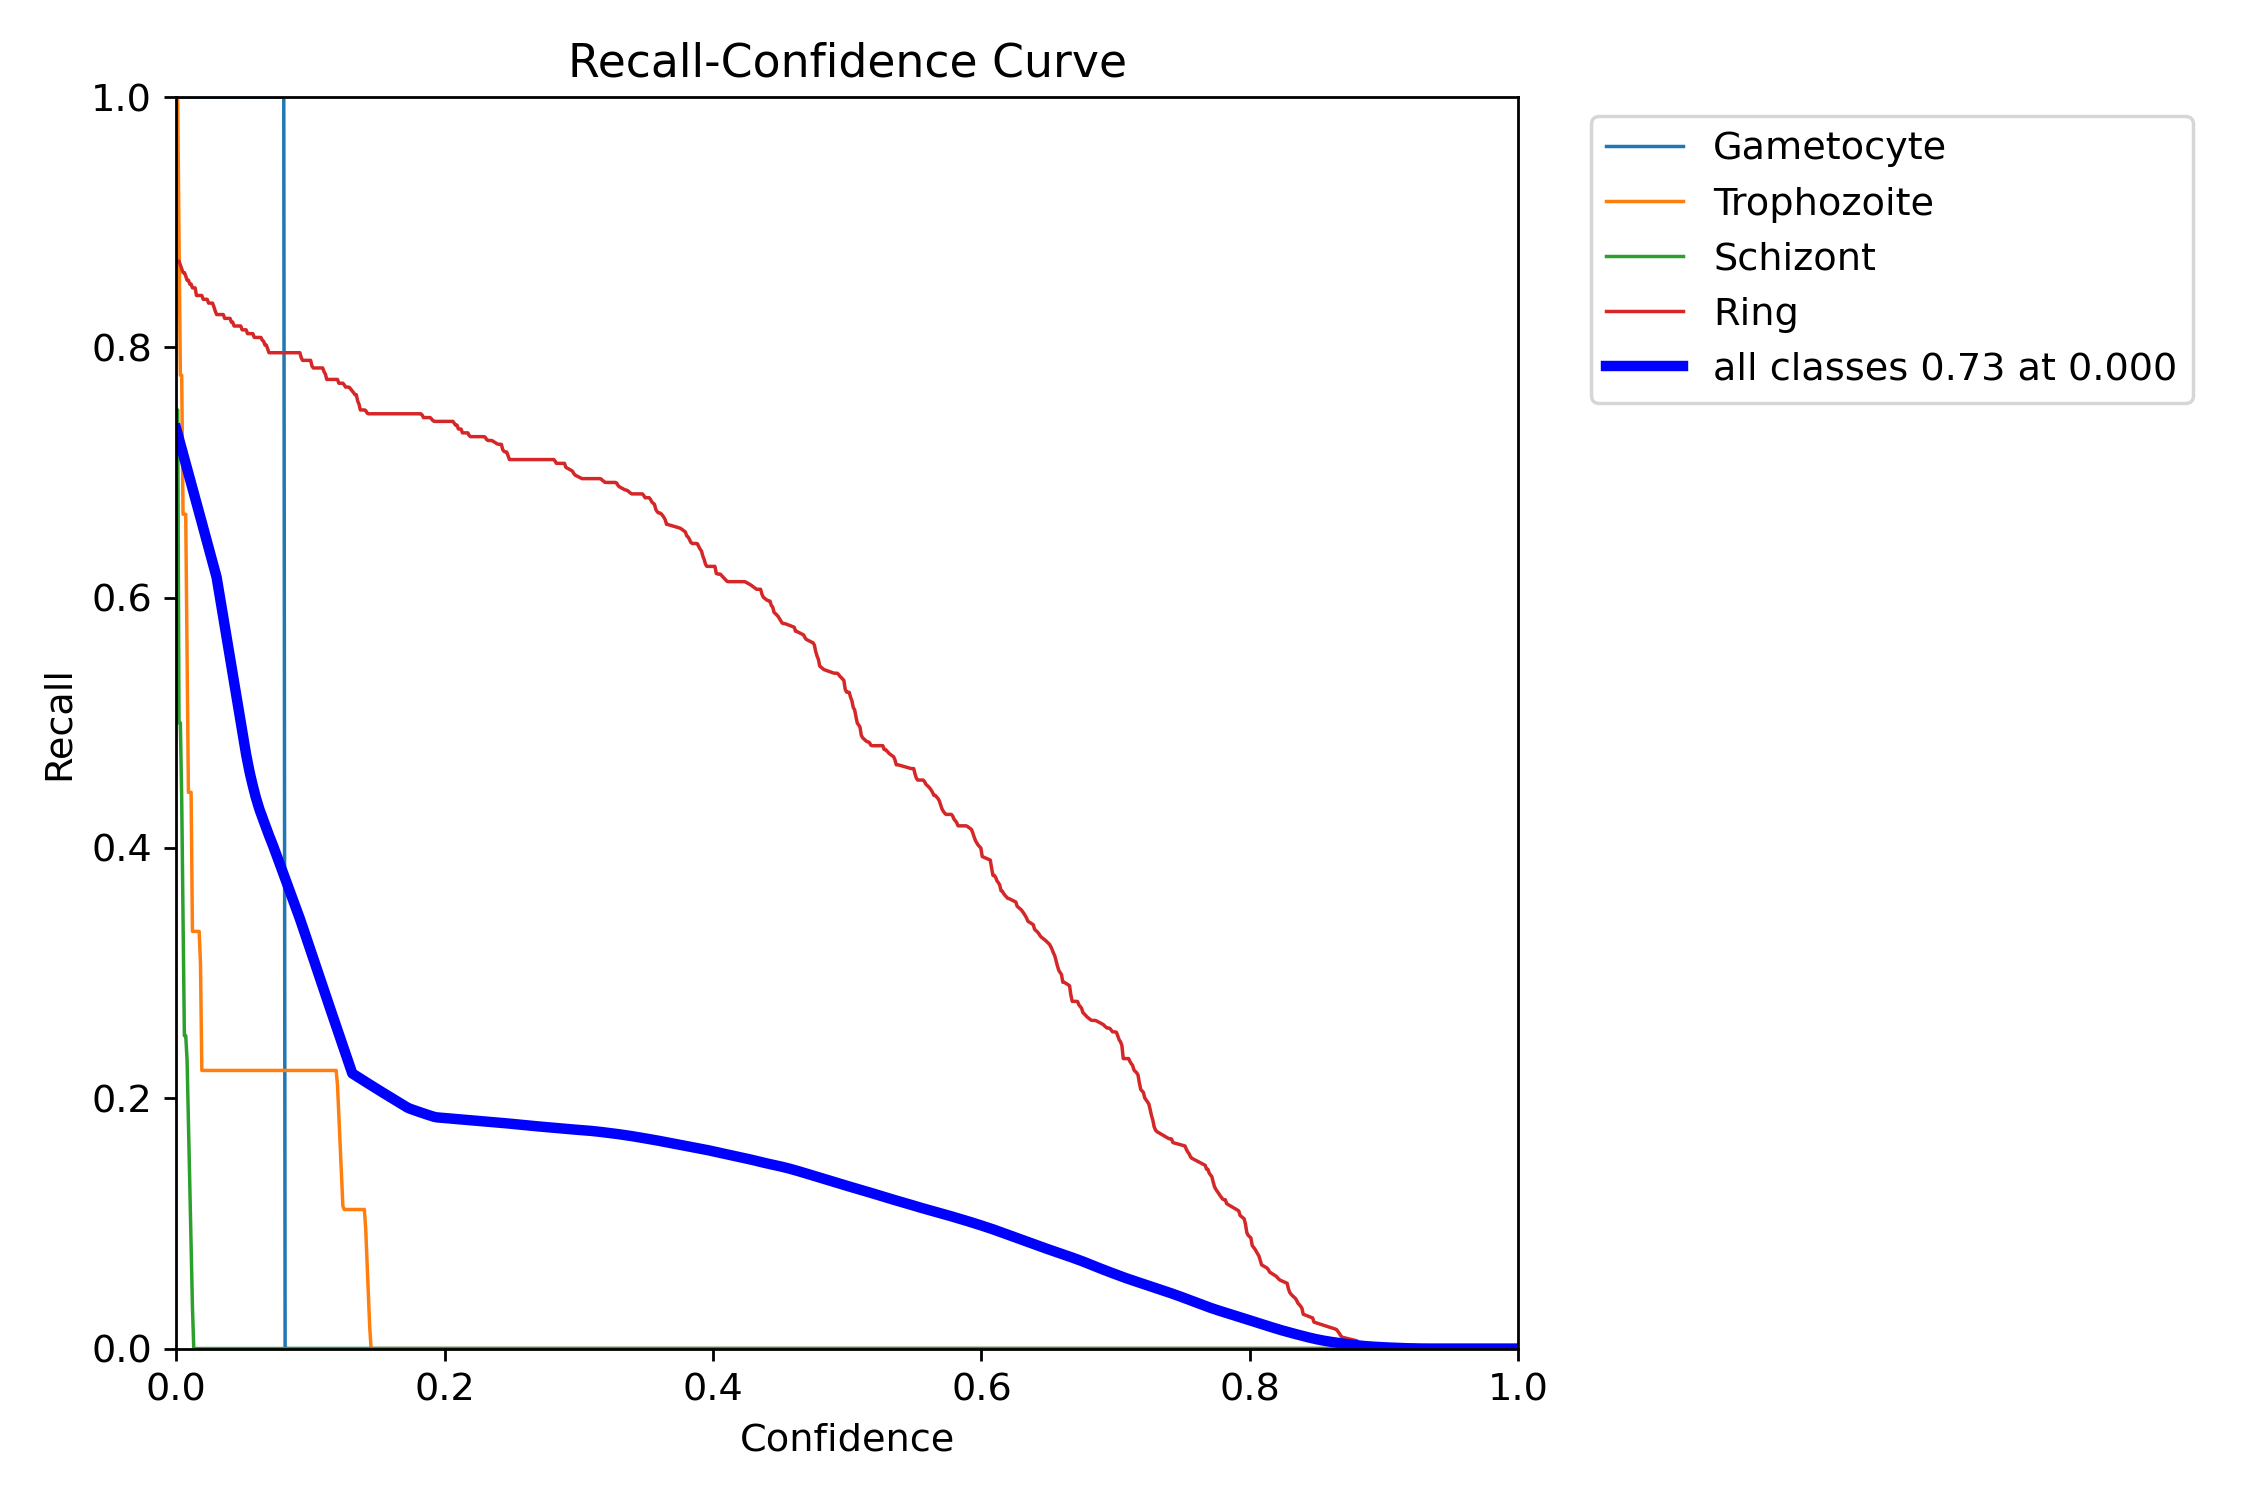 Recall-Confidence Curve
1.0
0.8
0.6
0.4
0.2
0.0
Recall
0.0 0.2 0.4 0.6 0.8 1.0
Confidence
Gametocyte
Trophozoite
Schizont
Ring
all classes 0.73 at 0.000